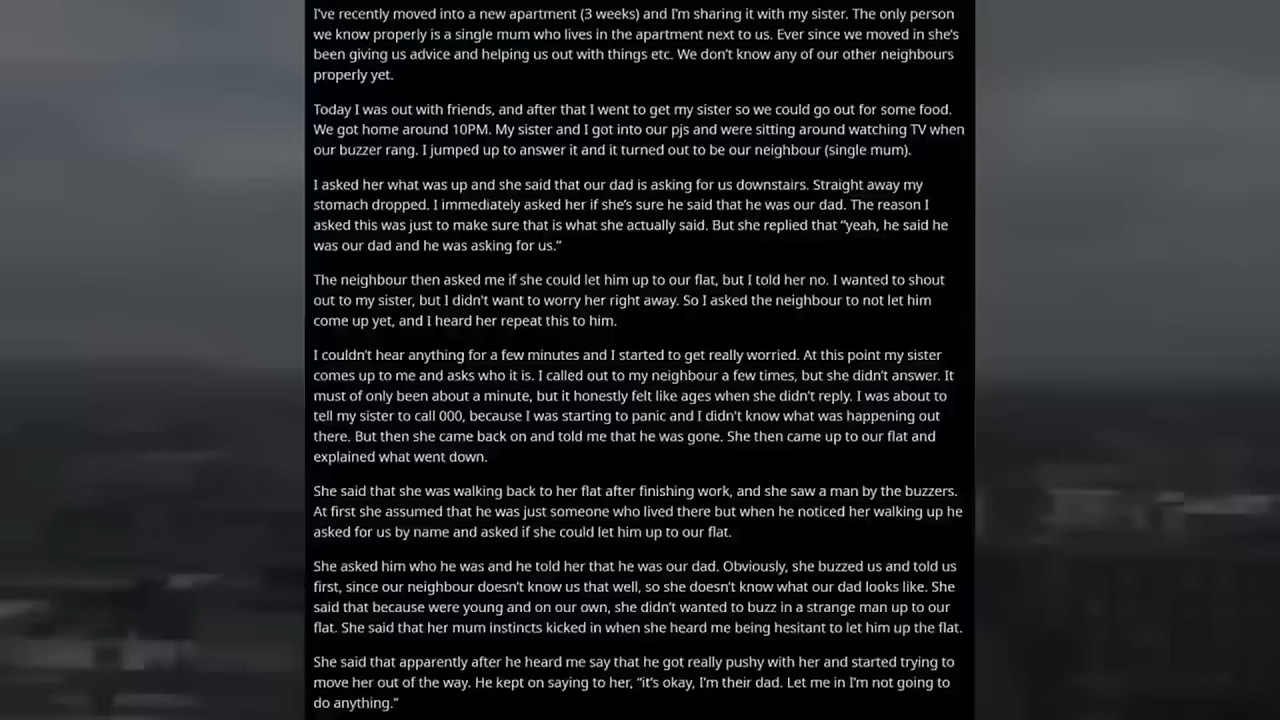 I've recently moved into a new apartment (3 weeks) and I'm sharing it with my sister. The only person
we know properly is a single mum who lives in the apartment next to us. Ever since we moved in she's
been giving us advice and helping us out with things etc. We don't know any of our other neighbours
properly yet.
Today I was out with friends, and after that I went to get my sister so we could go out for some food.
We got home around 10PM. My sister and I got into our pjs and were sitting around watching TV when
our buzzer rang. I jumped up to answer it and it turned out to be our neighbour (single mum).
I asked her what was up and she said that our dad is asking for us downstairs. Straight away my
stomach dropped. I immediately asked her if she's sure he said that he was our dad. The reason I
asked this was just to make sure that is what she actually said. But she replied that “yeah, he said he
was our dad and he was asking for us.”
The neighbour then asked me if she could let him up to our flat, but I told her no. I wanted to shout
out to my sister, but I didn't want to worry her right away. So I asked the neighbour to not let him
come up yet, and I heard her repeat this to him.
I couldn't hear anything for a few minutes and I started to get really worried. At this point my sister
comes up to me and asks who it is. I called out to my neighbour a few times, but she didn't answer. It
must of only been about a minute, but it honestly felt like ages when she didn't reply. I was about to
tell my sister to call 000, because I was starting to panic and I didn't know what was happening out
there. But then she came back on and told me that he was gone. She then came up to our flat and
explained what went down.
She said that she was walking back to her flat after finishing work, and she saw a man by the buzzers.
At first she assumed that he was just someone who lived there but when he noticed her walking up he
asked for us by name and asked if she could let him up to our flat.
She asked him who he was and he told her that he was our dad. Obviously, she buzzed us and told us
first, since our neighbour doesn't know us that well, so she doesn't know what our dad looks like. She
said that because were young and on our own, she didn't wanted to buzz in a strange man up to our
flat. She said that her mum instincts kicked in when she heard me being hesitant to let him up the flat.
She said that apparently after he heard me say that he got really pushy with her and started trying to
move her out of the way. He kept on saying to her, “it's okay, I'm their dad. Let me in I'm not going to
do anything.”